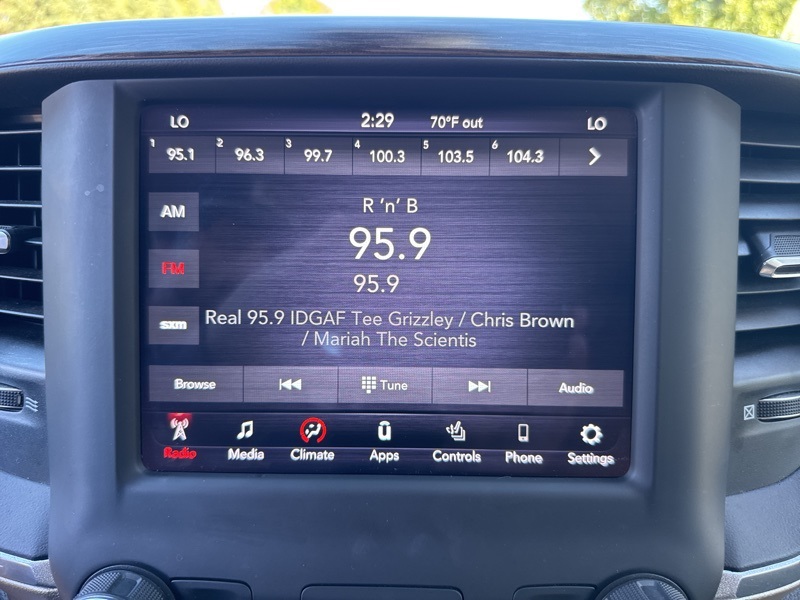 LO 2:29 70°F out LO
1 95.1 2 96.3 3 99.7 4 100.3 5 103.5 6 104.3
AM
R 'n' B
95.9
FM
95.9
sxm
Real 95.9 IDGAF Tee Grizzley / Chris Brown
/ Mariah The Scientis
Browse Tune Audio
Radio Media Climate Apps Controls Phone Settings